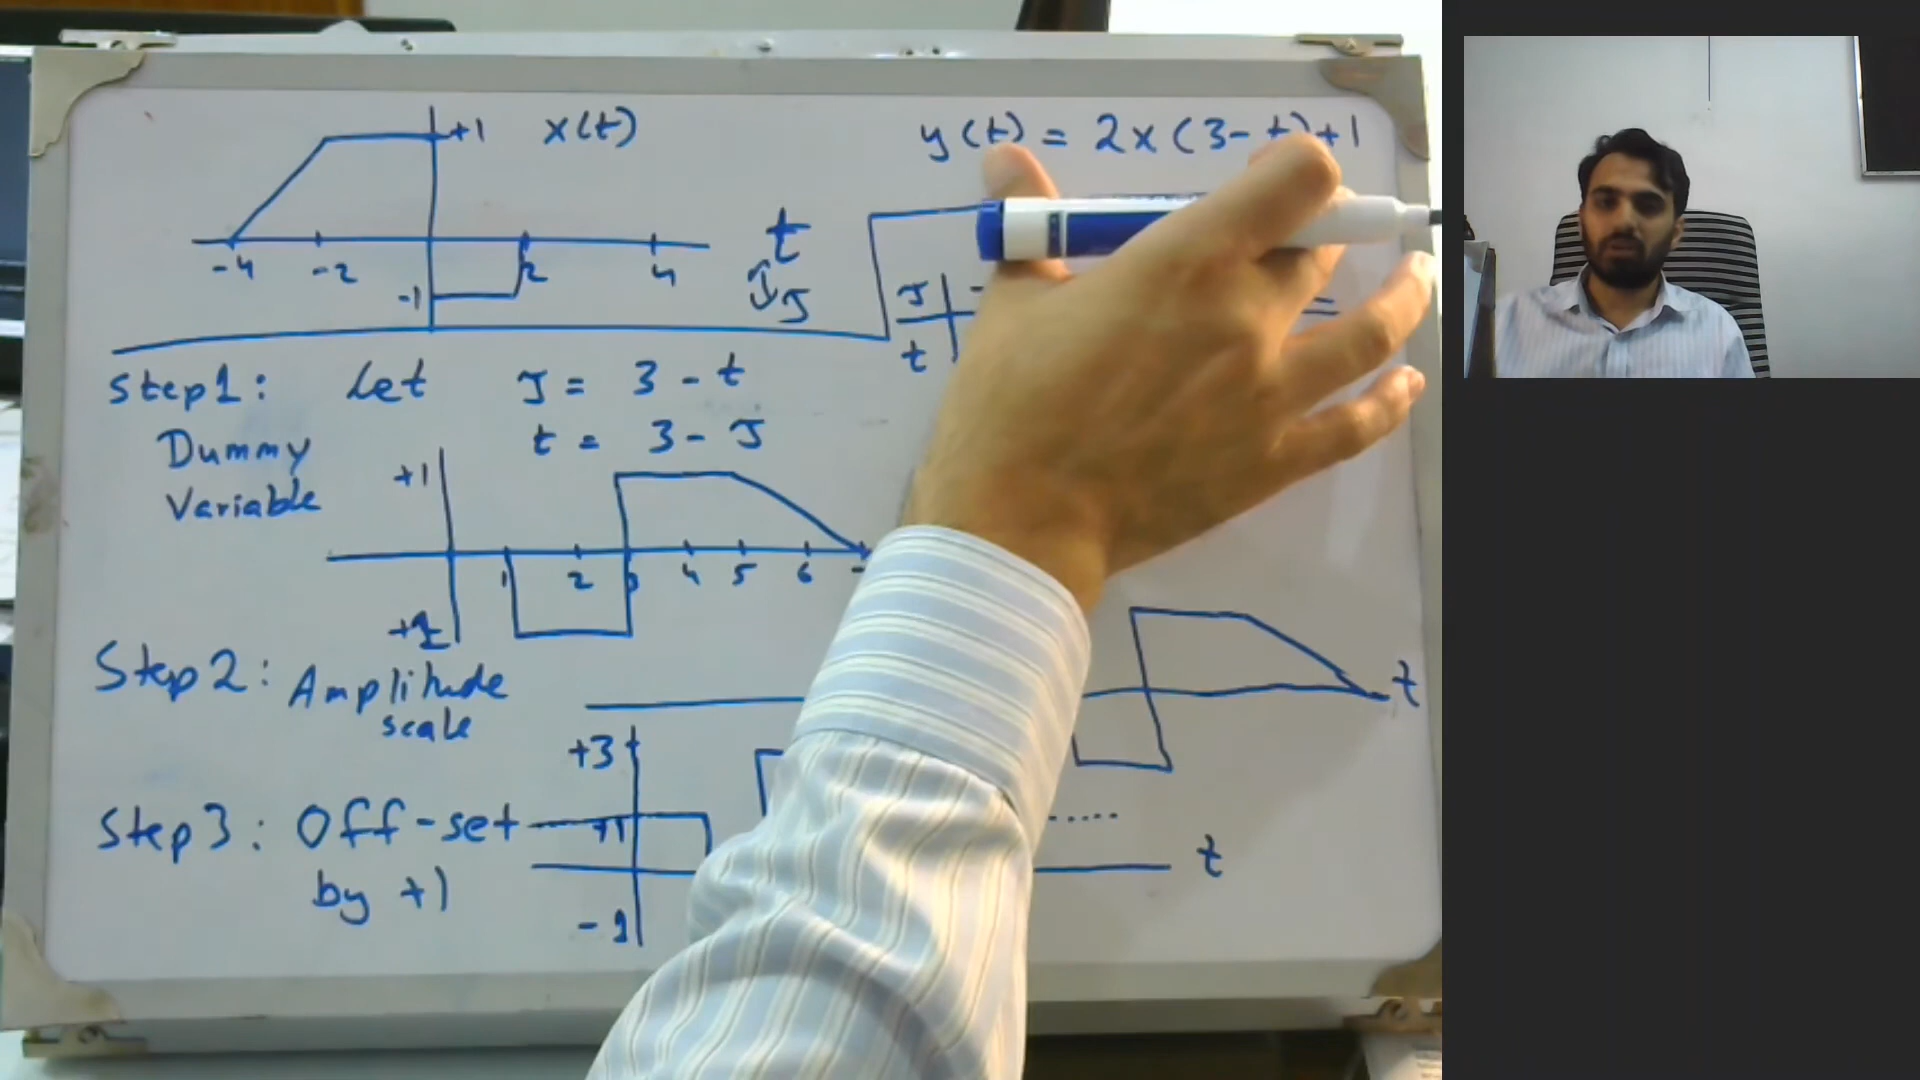 +1 x(t)
y(t) = 2x(3-t)+1
-4 -2 2 4
-1
t
J
J
t
Step1: Let J = 3 - t
t = 3 - J
Dummy
Variable
+1
1 2 3 4 5 6
Step2: Amplitude
scale
t
+3
Step3: Off-set
+1
by +1
t
-1